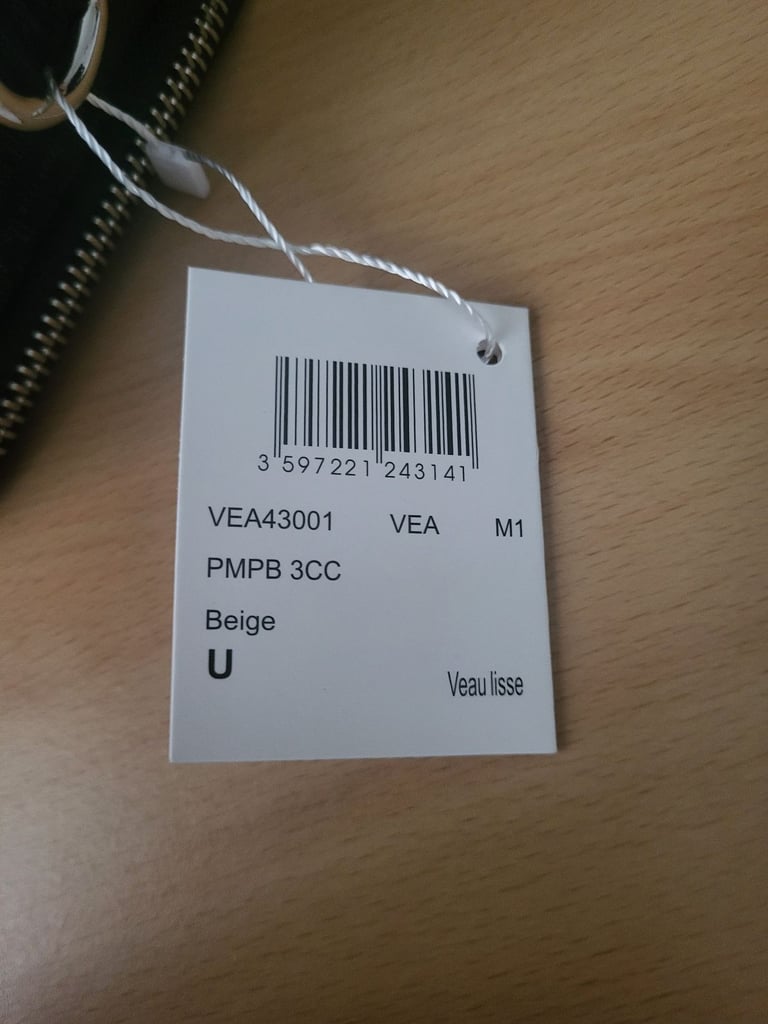 3 597221 243141
VEA43001 VEA M1
PMPB 3CC
Beige
U
Veau lisse